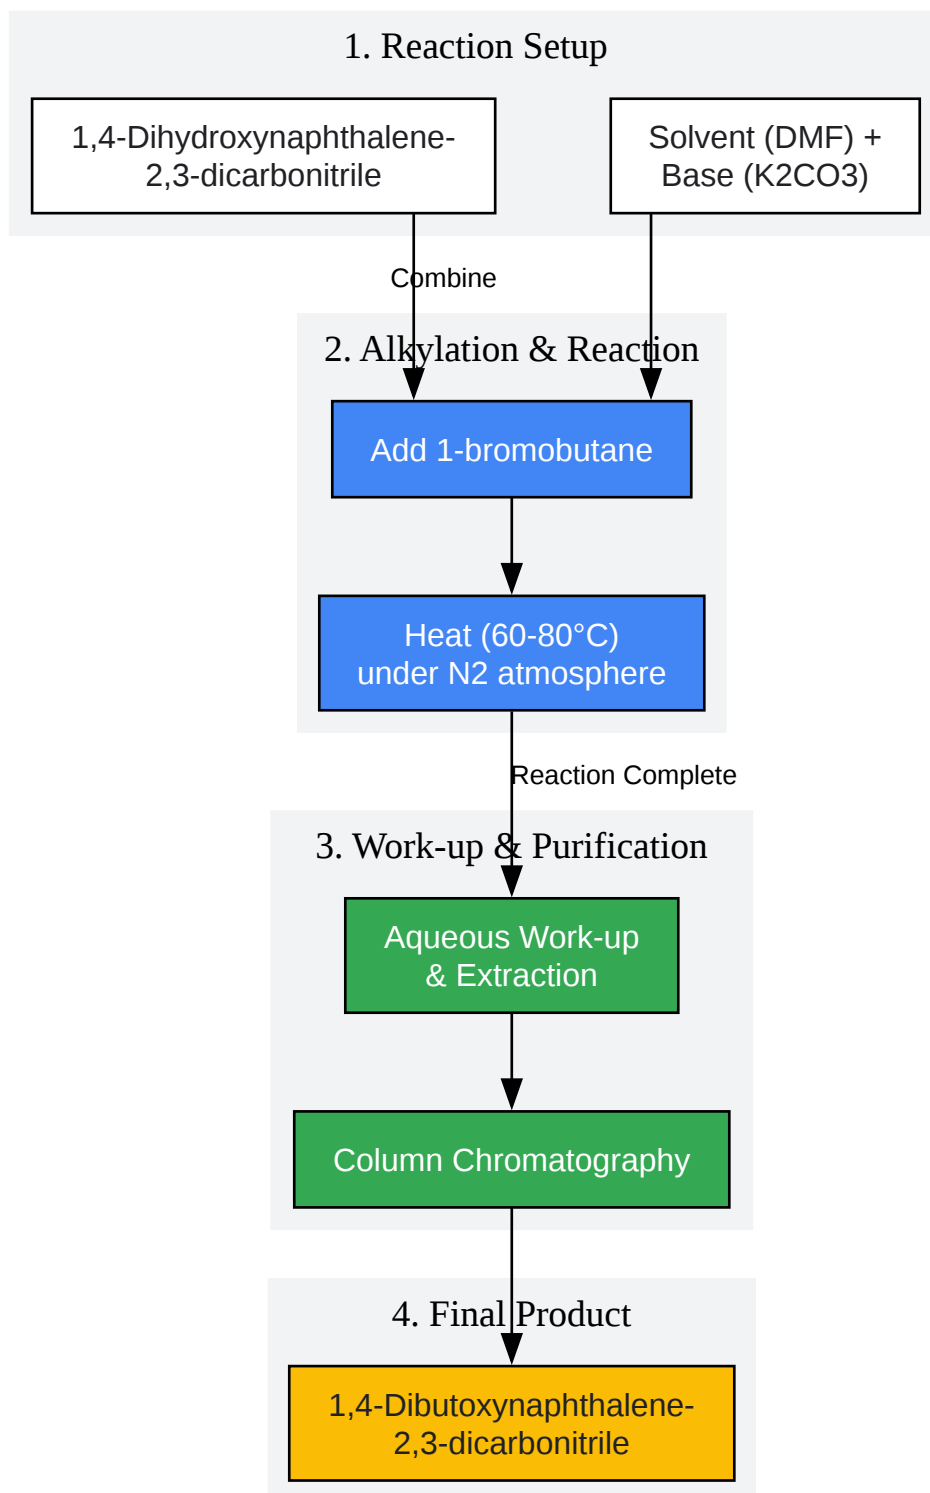 1. Reaction Setup
1,4-Dihydroxynaphthalene-
2,3-dicarbonitrile
Solvent (DMF) +
Base (K2CO3)
Combine
2. Alkylation & Reaction
Add 1-bromobutane
Heat (60-80°C)
under N2 atmosphere
Reaction Complete
3. Work-up & Purification
Aqueous Work-up
& Extraction
Column Chromatography
4. Final Product
1,4-Dibutoxynaphthalene-
2,3-dicarbonitrile